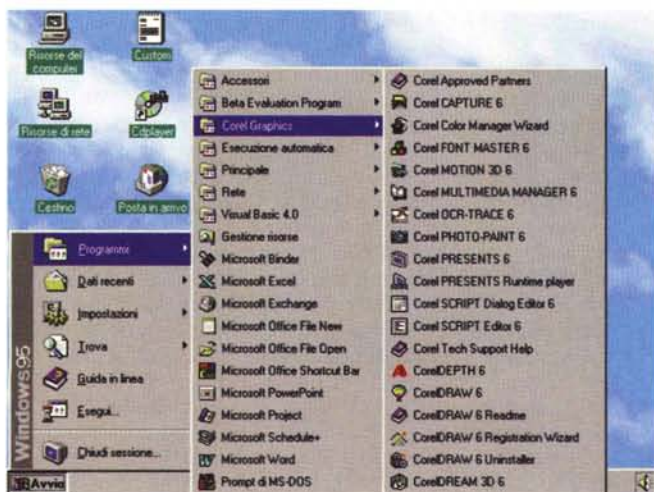 Risorse del computer
Custom
Risorse di rete
Cdplayer
Cestino
Posta in arrivo
Programmi
Dati recenti
Impostazioni
Trova
Guida in linea
Esegui...
Chiudi sessione...
Windows95
Avvio
Accessori
Beta Evaluation Program
Corel Graphics
Esecuzione automatica
Principale
Rete
Visual Basic 4.0
Gestione risorse
Microsoft Binder
Microsoft Excel
Microsoft Exchange
Microsoft Office File New
Microsoft Office File Open
Microsoft Office Shortcut Bar
Microsoft PowerPoint
Microsoft Project
Microsoft Schedule+
Microsoft Word
Prompt di MS-DOS
Corel Approved Partners
Corel CAPTURE 6
Corel Color Manager Wizard
Corel FONT MASTER 6
Corel MOTION 3D 6
Corel MULTIMEDIA MANAGER 6
Corel OCR-TRACE 6
Corel PHOTO-PAINT 6
Corel PRESENTS 6
Corel PRESENTS Runtime player
Corel SCRIPT Dialog Editor 6
Corel SCRIPT Editor 6
Corel Tech Support Help
CorelDEPTH 6
CorelDRAW 6
CorelDRAW 6 Readme
CorelDRAW 6 Registration Wizard
CorelDRAW 6 Uninstaller
CorelDREAM 3D 6